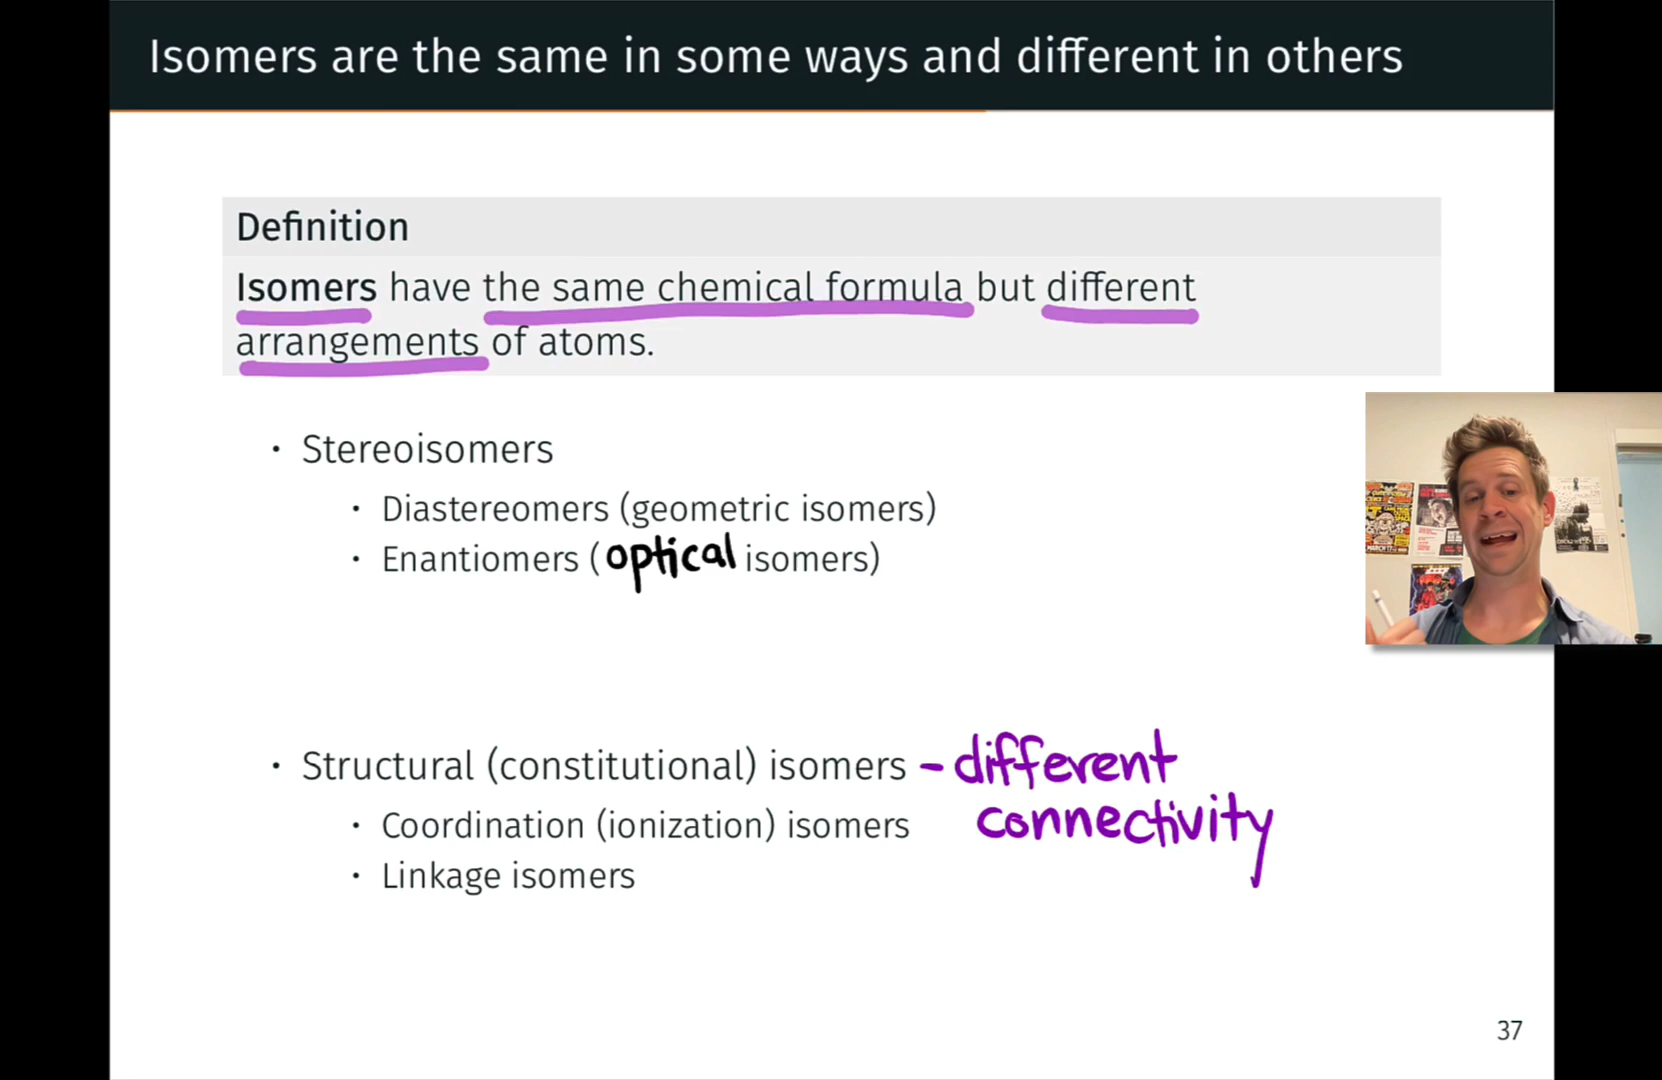 Isomers are the same in some ways and different in others
Definition
Isomers have the same chemical formula but different
arrangements of atoms.
• Stereoisomers
• Diastereomers (geometric isomers)
• Enantiomers (optical isomers)
• Structural (constitutional) isomers – different
connectivity
• Coordination (ionization) isomers
• Linkage isomers
37